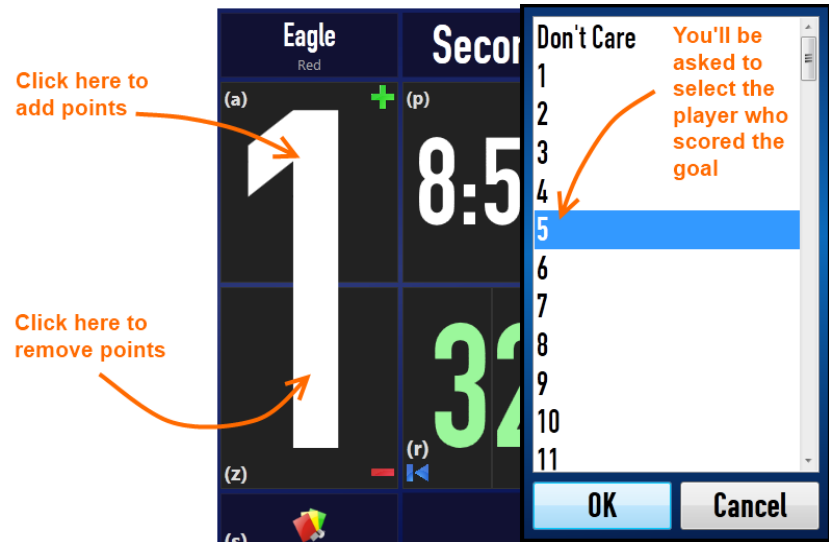 Click here to
add points
Click here to
remove points
Eagle
Red
(a)
1
(z)
Secon
(p)
8:5
32
(r)
(s)
Don't Care
1
2
3
4
5
6
7
8
9
10
11
You'll be
asked to
select the
player who
scored the
goal
OK
Cancel